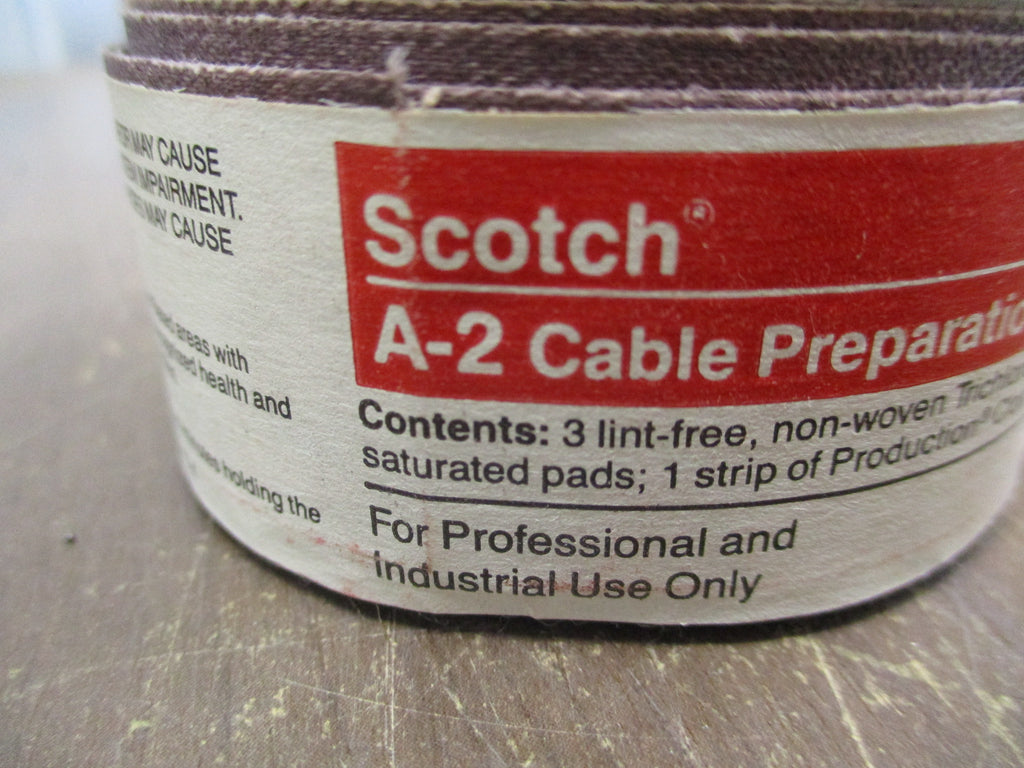 MAY CAUSE
IMPAIRMENT.
MAY CAUSE
areas with
health and
holding the
Scotch®
A-2 Cable Preparatio
Contents: 3 lint-free, non-woven
saturated pads; 1 strip of Production®
For Professional and
Industrial Use Only